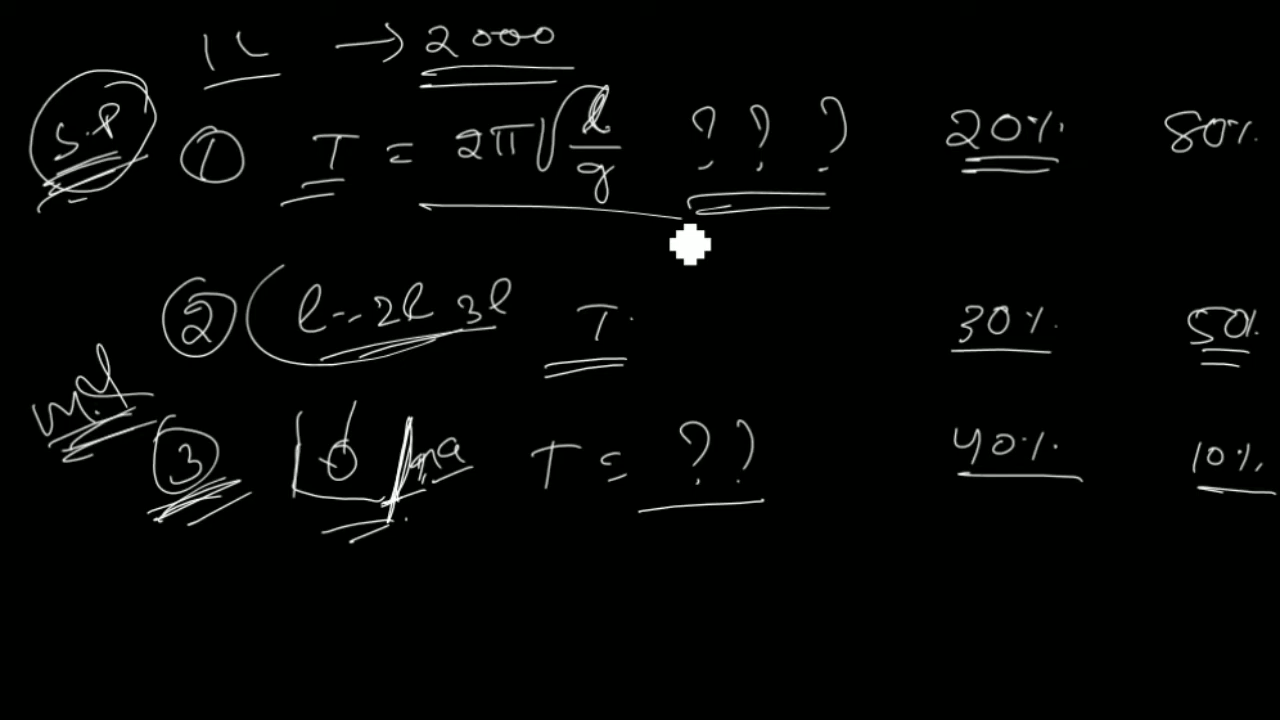 1L → 2000
S.P ① T = 2π√l/g ? ? ? 20% 80%
② (l-- 2l 3l T. 30% 50%
③ T = ? ? 40% 10%